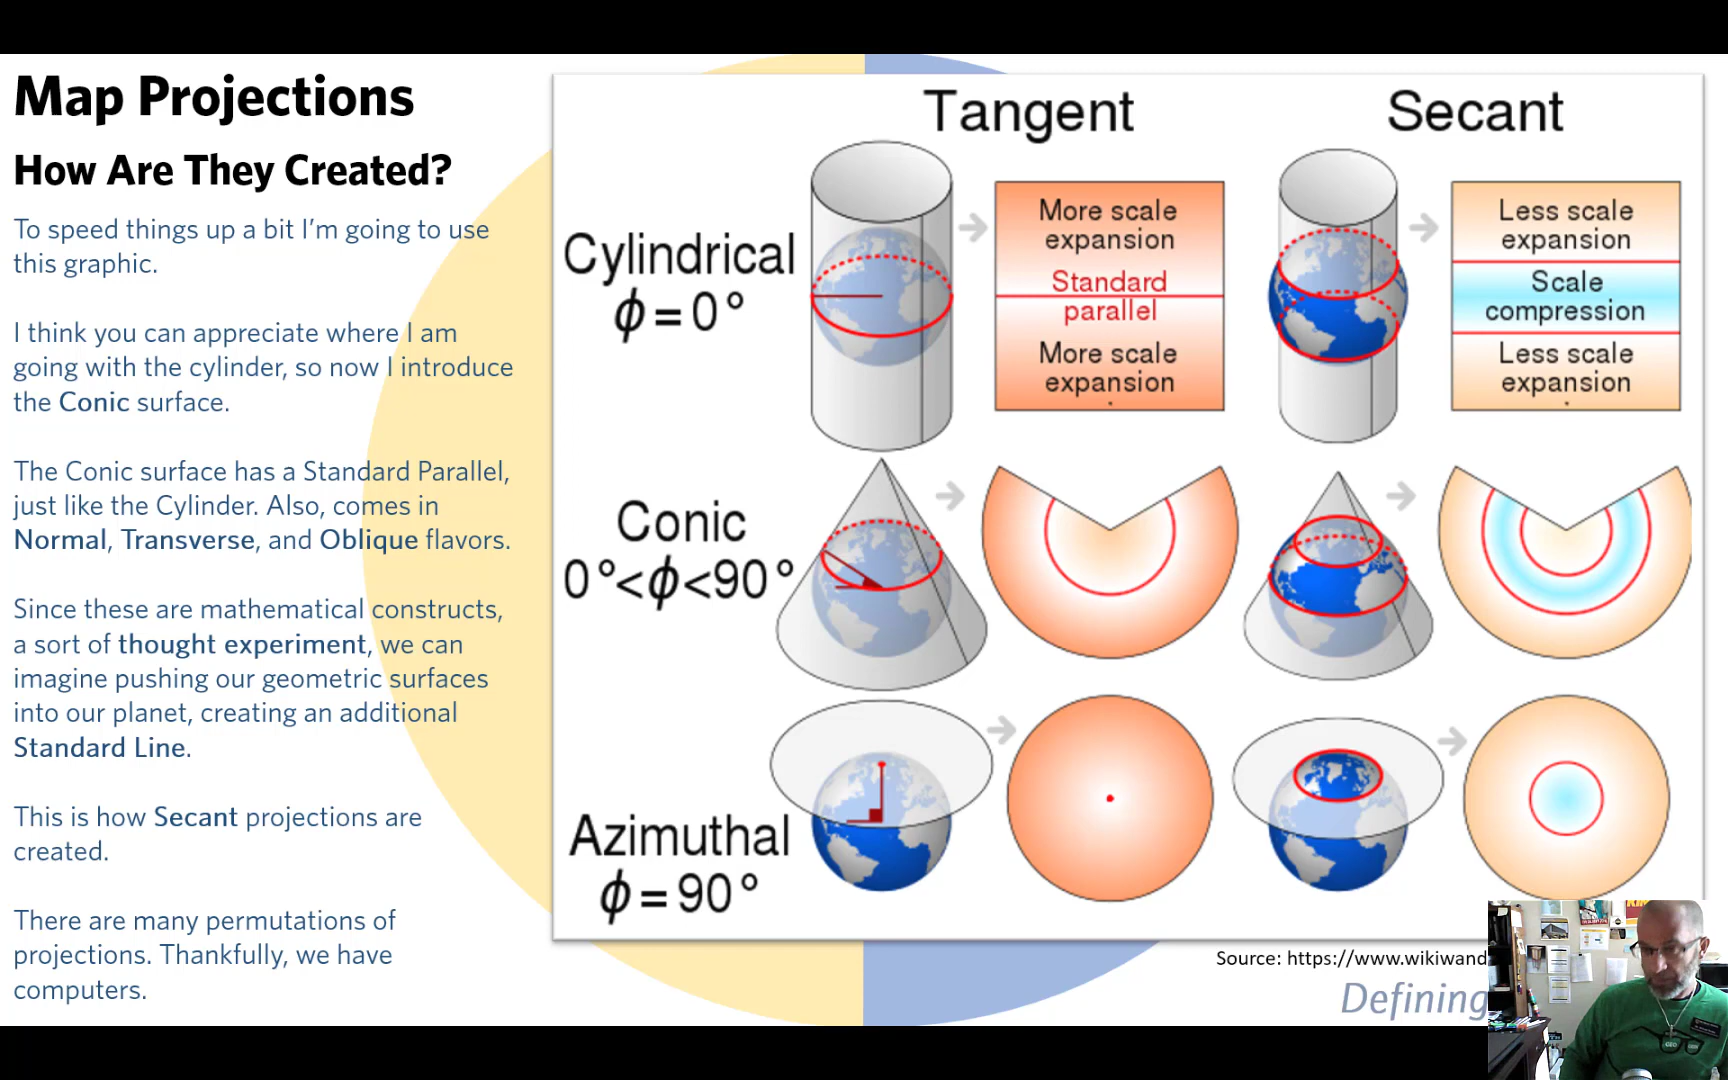 Map Projections
How Are They Created?
To speed things up a bit I'm going to use
this graphic.
I think you can appreciate where I am
going with the cylinder, so now I introduce
the Conic surface.
The Conic surface has a Standard Parallel,
just like the Cylinder. Also, comes in
Normal, Transverse, and Oblique flavors.
Since these are mathematical constructs,
a sort of thought experiment, we can
imagine pushing our geometric surfaces
into our planet, creating an additional
Standard Line.
This is how Secant projections are
created.
There are many permutations of
projections. Thankfully, we have
computers.
Tangent
Secant
Cylindrical
ϕ = 0°
More scale
expansion
Standard
parallel
More scale
expansion
Less scale
expansion
Scale
compression
Less scale
expansion
Conic
0°<ϕ<90°
Azimuthal
ϕ = 90°
Source: https://www.wikiwand
Defining